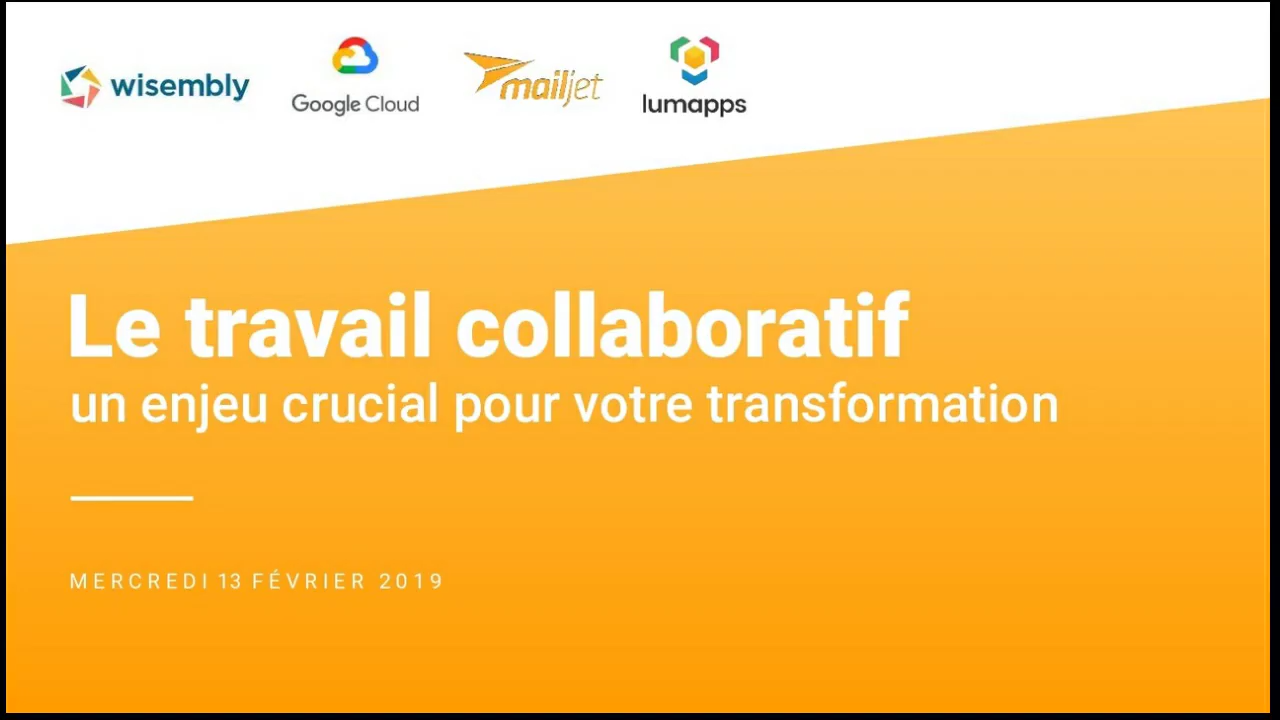 wisembly
Google Cloud
mailjet
lumapps
Le travail collaboratif
un enjeu crucial pour votre transformation
MERCREDI 13 FÉVRIER 2019